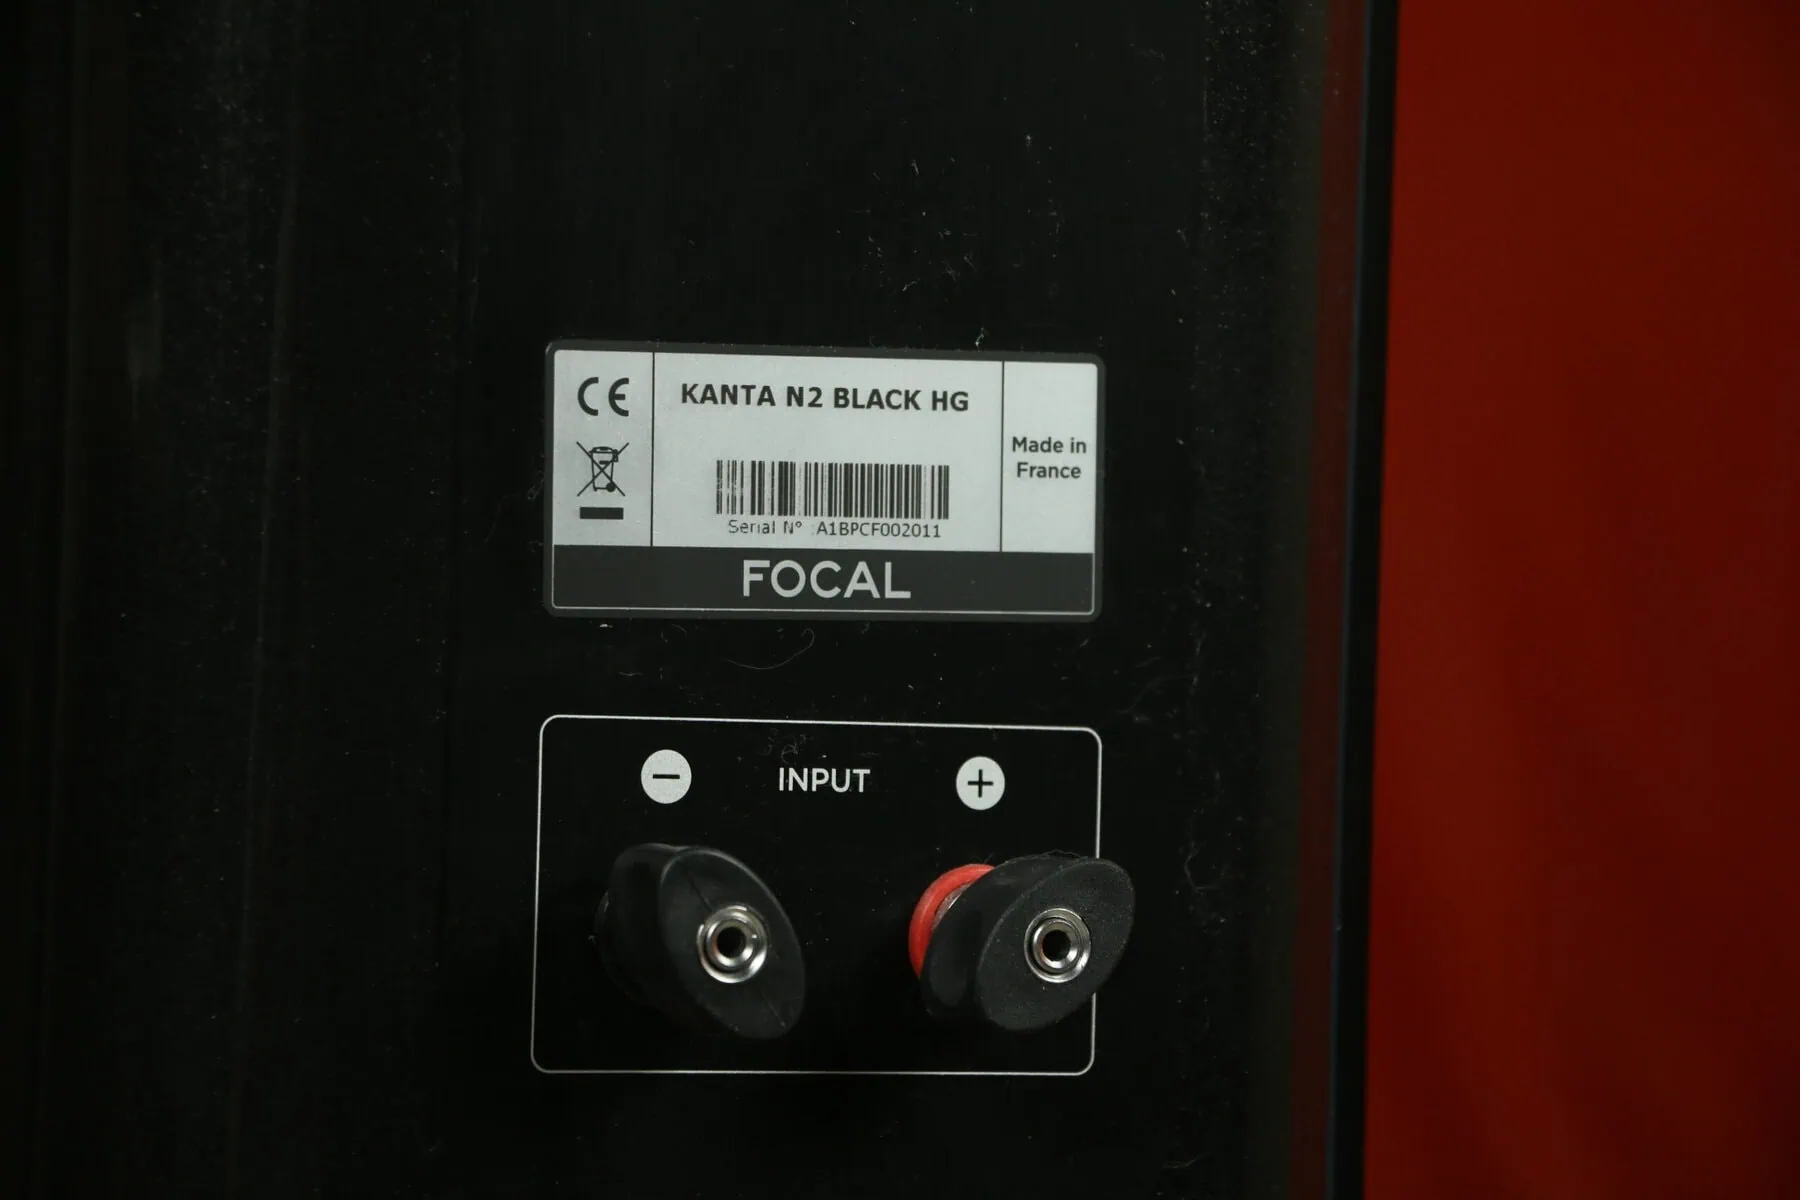 CE
KANTA N2 BLACK HG
Made in
France
Serial N° :A1BPCF002011
FOCAL
− INPUT +